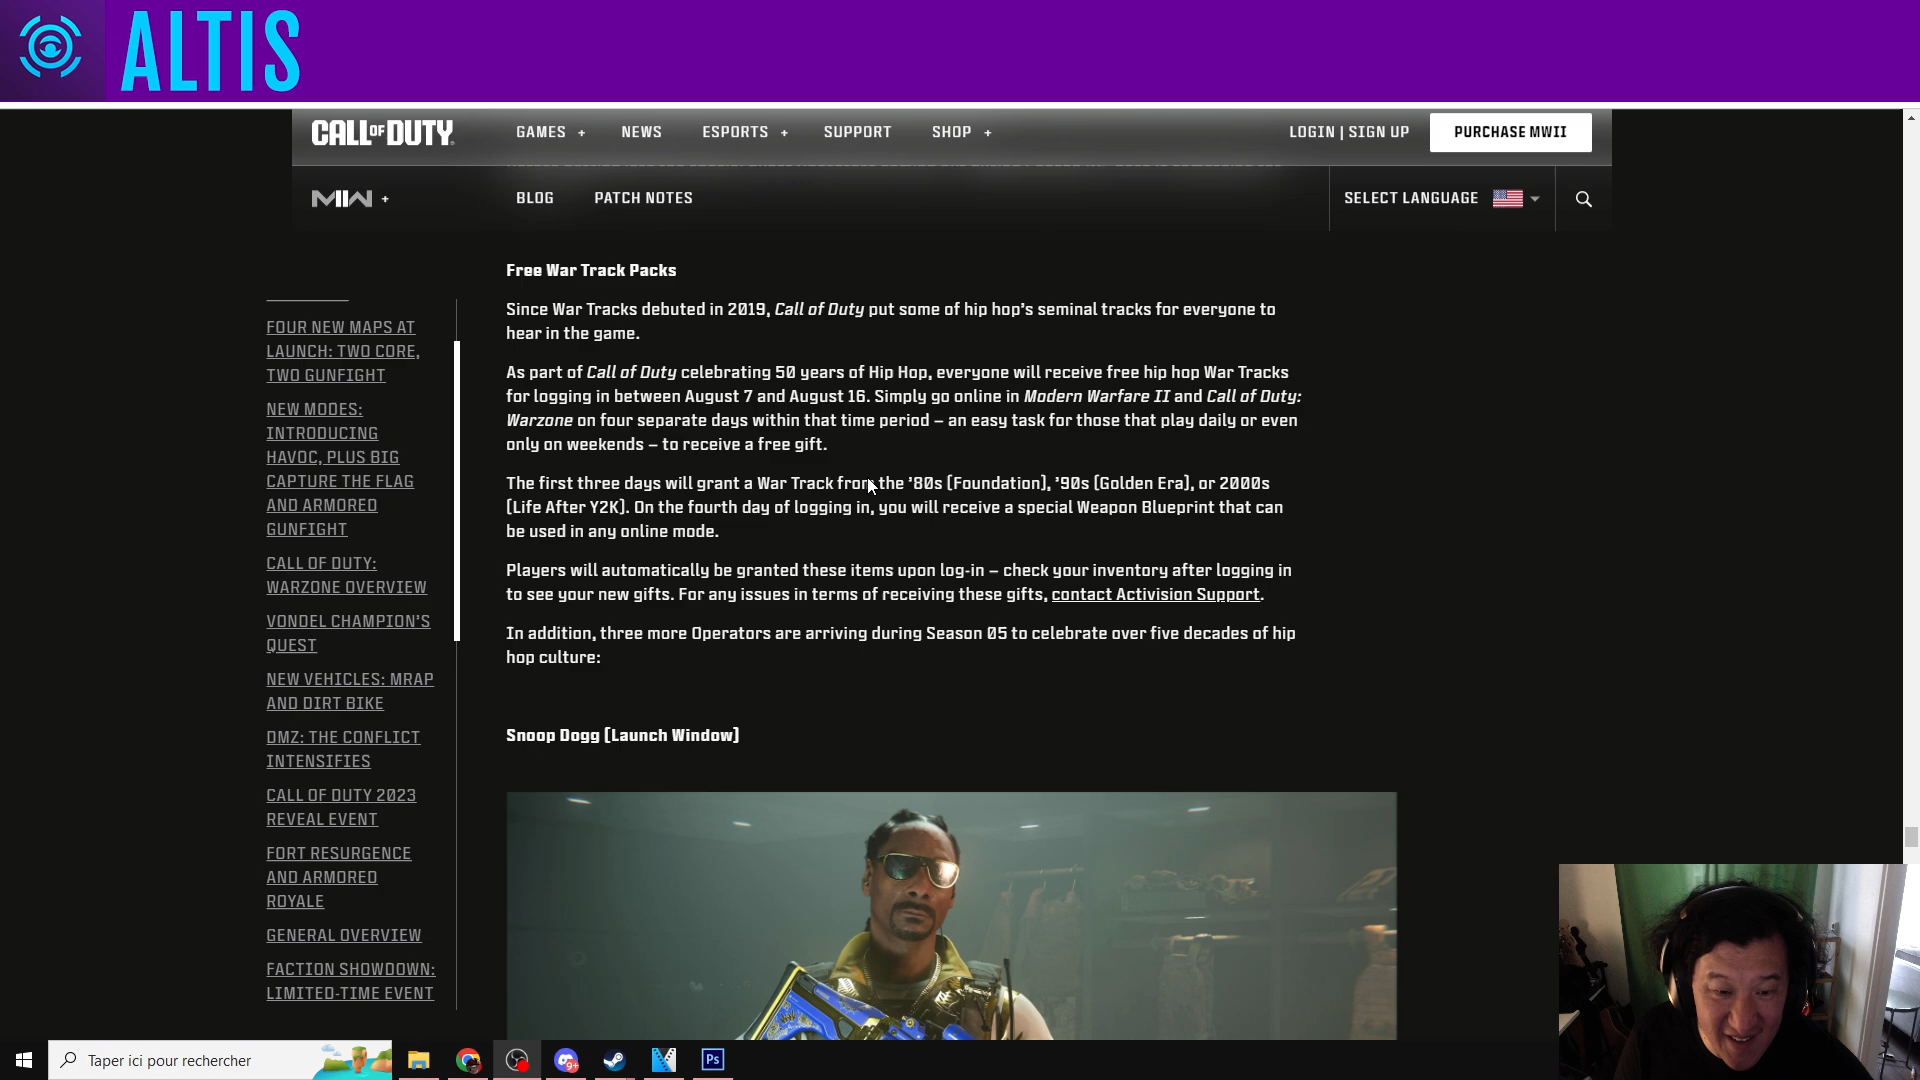 ALTIS
CALL OF DUTY
GAMES +
NEWS
ESPORTS +
SUPPORT
SHOP +
LOGIN | SIGN UP
PURCHASE MWII
MIIW +
BLOG
PATCH NOTES
SELECT LANGUAGE
FOUR NEW MAPS AT
LAUNCH: TWO CORE,
TWO GUNFIGHT
NEW MODES:
INTRODUCING
HAVOC, PLUS BIG
CAPTURE THE FLAG
AND ARMORED
GUNFIGHT
CALL OF DUTY:
WARZONE OVERVIEW
VONDEL CHAMPION'S
QUEST
NEW VEHICLES: MRAP
AND DIRT BIKE
DMZ: THE CONFLICT
INTENSIFIES
CALL OF DUTY 2023
REVEAL EVENT
FORT RESURGENCE
AND ARMORED
ROYALE
GENERAL OVERVIEW
FACTION SHOWDOWN:
LIMITED-TIME EVENT
Free War Track Packs
Since War Tracks debuted in 2019, Call of Duty put some of hip hop's seminal tracks for everyone to
hear in the game.
As part of Call of Duty celebrating 50 years of Hip Hop, everyone will receive free hip hop War Tracks
for logging in between August 7 and August 16. Simply go online in Modern Warfare II and Call of Duty:
Warzone on four separate days within that time period – an easy task for those that play daily or even
only on weekends – to receive a free gift.
The first three days will grant a War Track from the '80s (Foundation), '90s (Golden Era), or 2000s
(Life After Y2K). On the fourth day of logging in, you will receive a special Weapon Blueprint that can
be used in any online mode.
Players will automatically be granted these items upon log-in – check your inventory after logging in
to see your new gifts. For any issues in terms of receiving these gifts, contact Activision Support.
In addition, three more Operators are arriving during Season 05 to celebrate over five decades of hip
hop culture:
Snoop Dogg (Launch Window)
Taper ici pour rechercher
9+
Ps